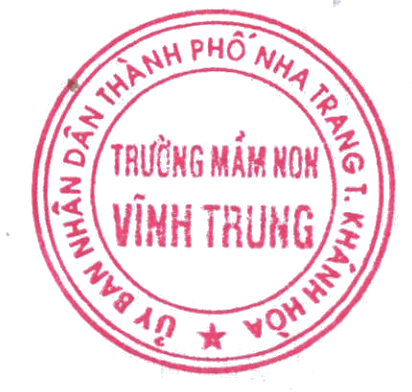 ỦY BAN NHÂN DÂN THÀNH PHỐ NHA TRANG T. KHÁNH HÒA
TRƯỜNG MẦM NON
VĨNH TRUNG